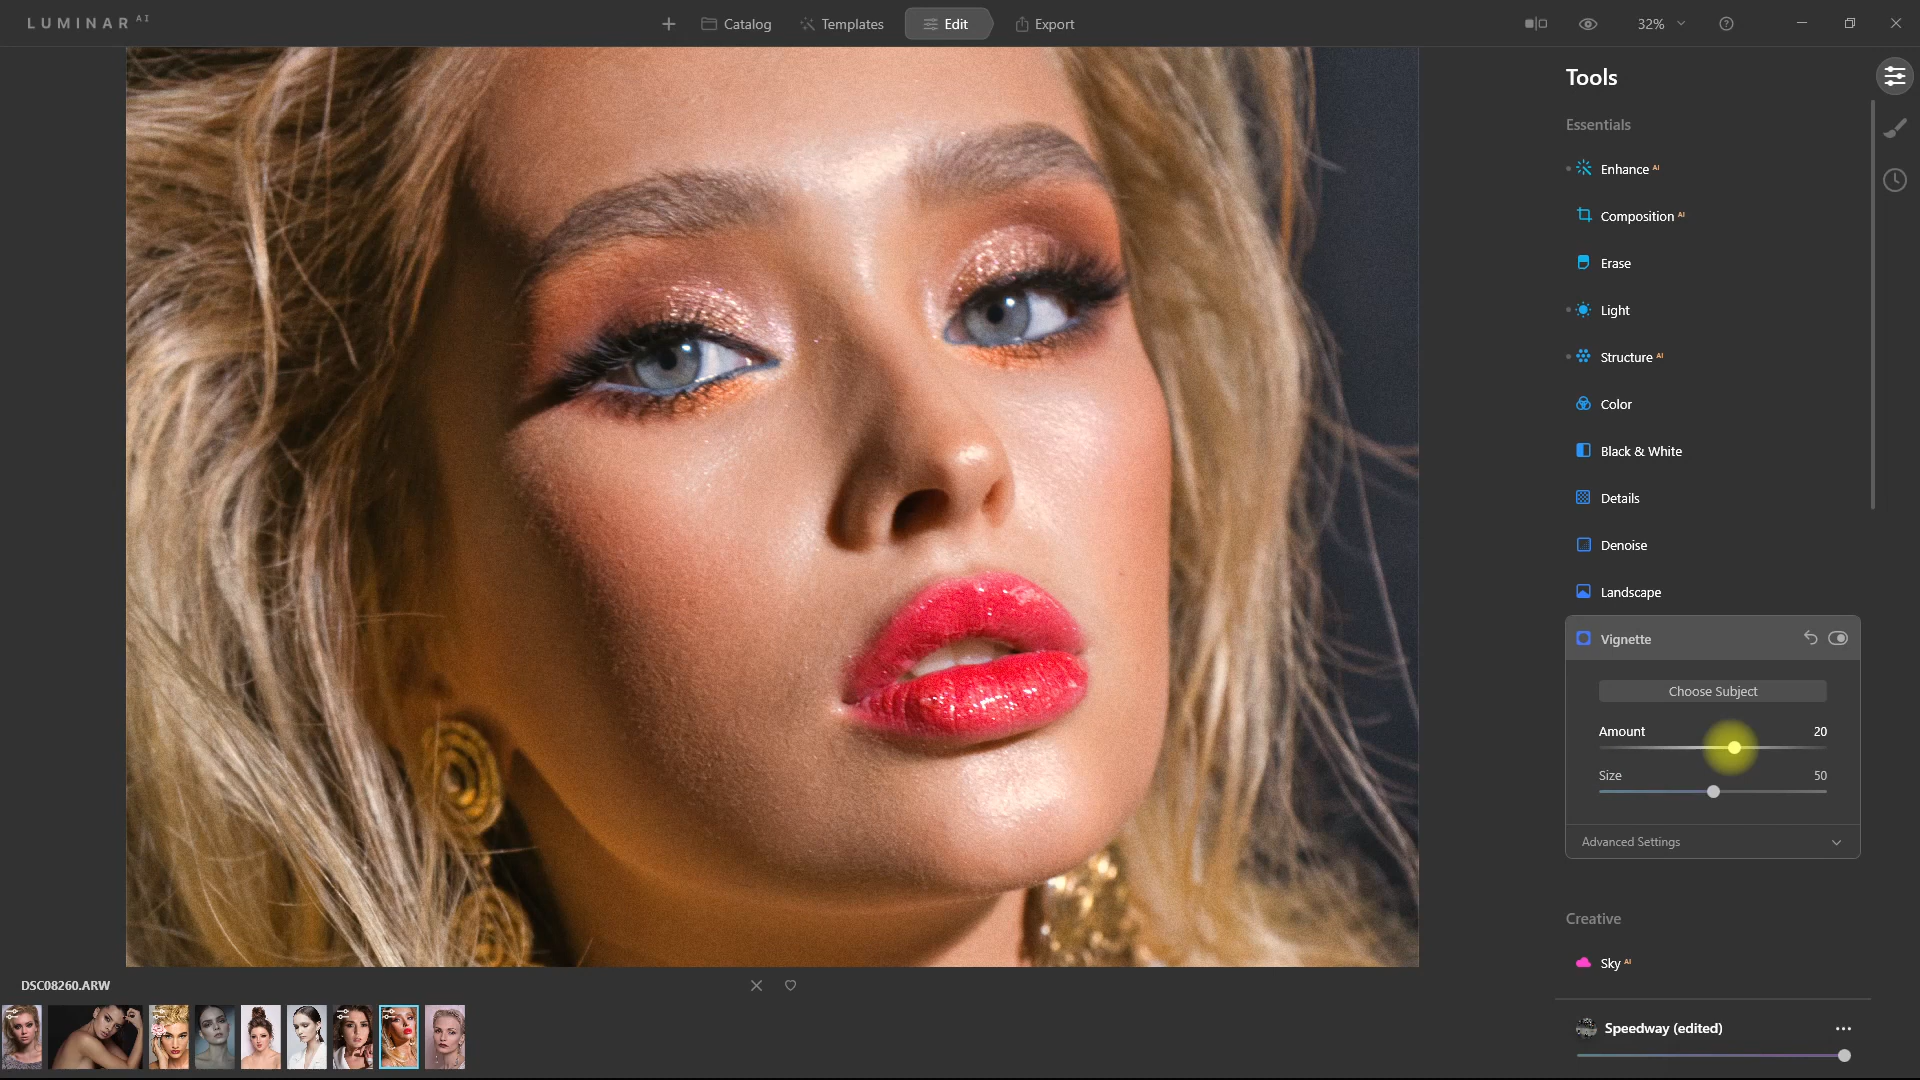 LUMINAR AI
Catalog
Templates
Edit
Export
32%
Tools
Essentials
Enhance AI
Composition AI
Erase
Light
Structure AI
Color
Black & White
Details
Denoise
Landscape
Vignette
Choose Subject
Amount 20
Size 50
Advanced Settings
Creative
Sky AI
DSC08260.ARW
Speedway (edited)